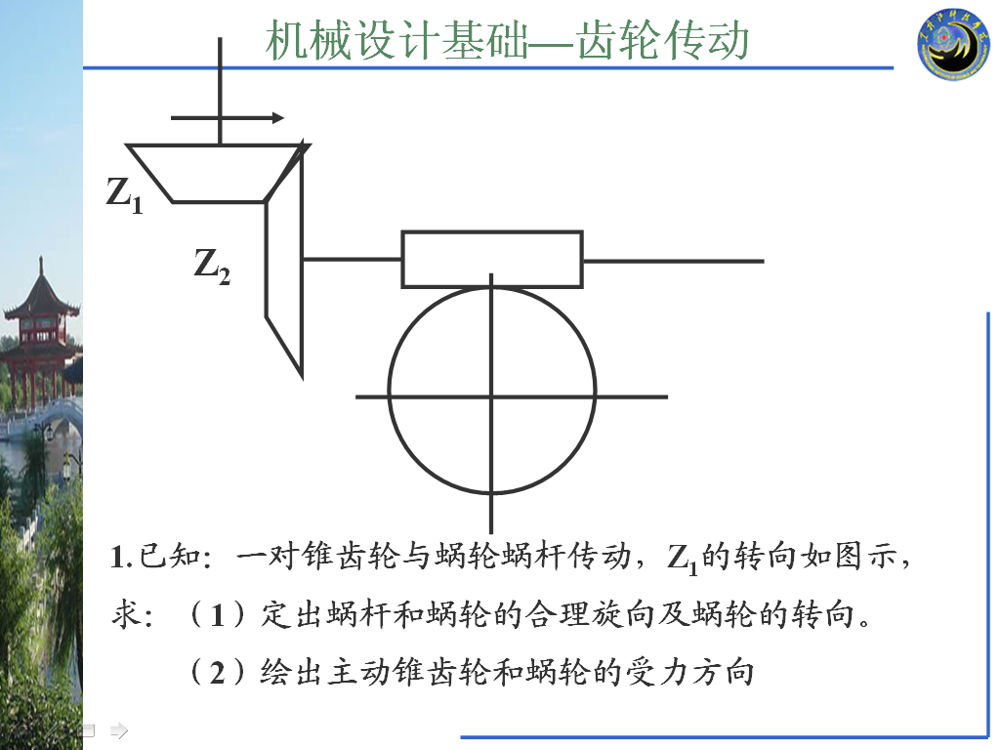 机械设计基础—齿轮传动
Z1
Z2
1.已知：一对锥齿轮与蜗轮蜗杆传动，Z1的转向如图示，
求：（1）定出蜗杆和蜗轮的合理旋向及蜗轮的转向。
（2）绘出主动锥齿轮和蜗轮的受力方向